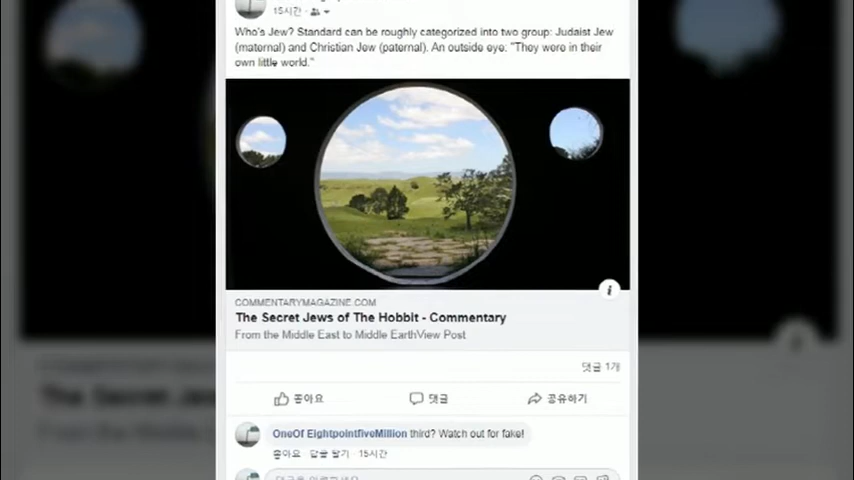 15시간 ·
Who's Jew? Standard can be roughly categorized into two group: Judaist Jew
(maternal) and Christian Jew (paternal). An outside eye: "They were in their
own little world."
i
COMMENTARYMAGAZINE.COM
The Secret Jews of The Hobbit - Commentary
From the Middle East to Middle EarthView Post
댓글 1개
좋아요 댓글 공유하기
OneOf EightpointfiveMillion third? Watch out for fake!
좋아요 · 답글 달기 · 15시간